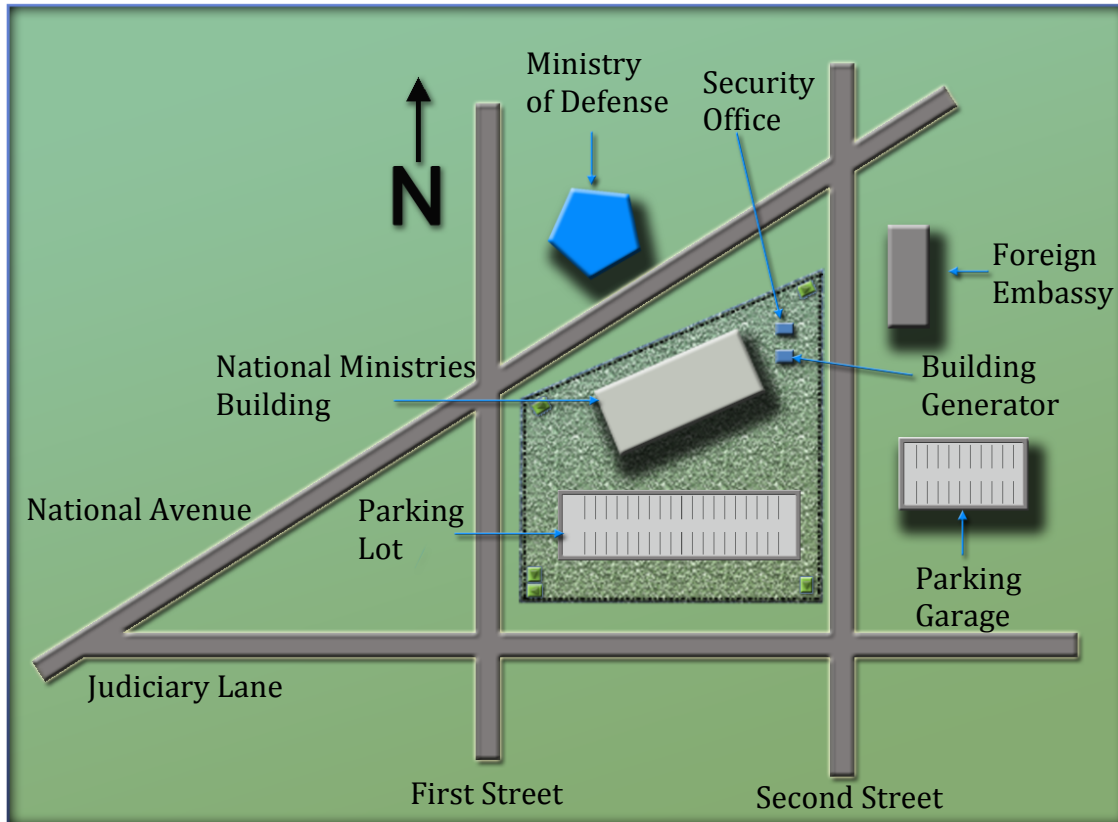 Ministry
of Defense
Security
Office
N
Foreign
Embassy
National Ministries
Building
Building
Generator
National Avenue
Parking
Lot
Parking
Garage
Judiciary Lane
First Street
Second Street